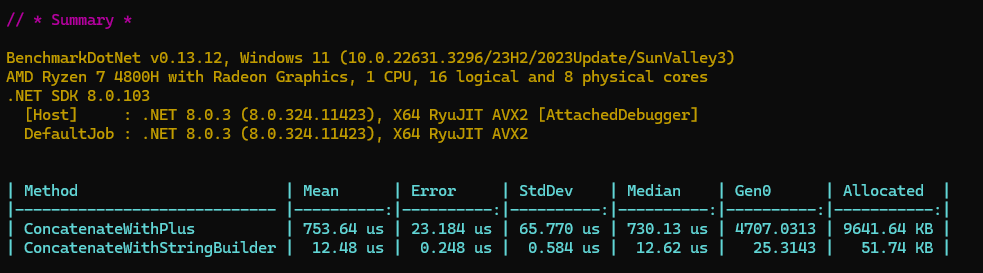 // * Summary *
BenchmarkDotNet v0.13.12, Windows 11 (10.0.22631.3296/23H2/2023Update/SunValley3)
AMD Ryzen 7 4800H with Radeon Graphics, 1 CPU, 16 logical and 8 physical cores
.NET SDK 8.0.103
  [Host]     : .NET 8.0.3 (8.0.324.11423), X64 RyuJIT AVX2 [AttachedDebugger]
  DefaultJob : .NET 8.0.3 (8.0.324.11423), X64 RyuJIT AVX2
| Method                       | Mean      | Error     | StdDev    | Median    | Gen0      | Allocated  |
|----------------------------- |----------:|----------:|----------:|----------:|----------:|-----------:|
| ConcatenateWithPlus          | 753.64 us | 23.184 us | 65.770 us | 730.13 us | 4707.0313 | 9641.64 KB |
| ConcatenateWithStringBuilder |  12.48 us |  0.248 us |  0.584 us |  12.62 us |   25.3143 |   51.74 KB |